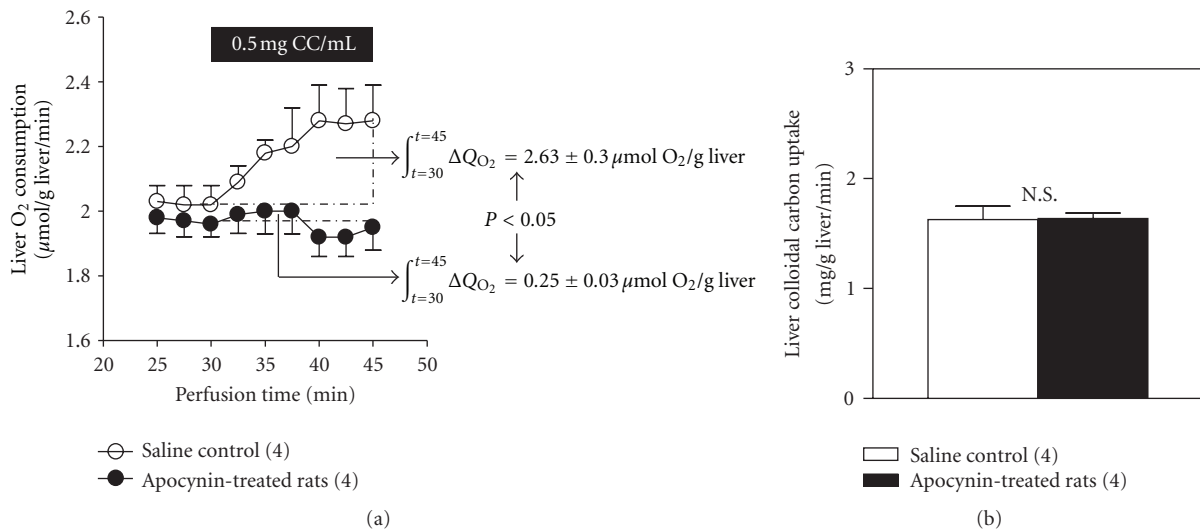 0.5 mg CC/mL
Liver O₂ consumption
(μmol/g liver/min)
2.6
2.4
2.2
2
1.8
1.6
20
25
30
35
40
45
50
Perfusion time (min)
∫ t=45 t=30 ΔQO₂ = 2.63 ± 0.3 μmol O₂/g liver
P < 0.05
∫ t=45 t=30 ΔQO₂ = 0.25 ± 0.03 μmol O₂/g liver
Saline control (4)
Apocynin-treated rats (4)
(a)
Liver colloidal carbon uptake
(mg/g liver/min)
3
2
1
0
N.S.
Saline control (4)
Apocynin-treated rats (4)
(b)